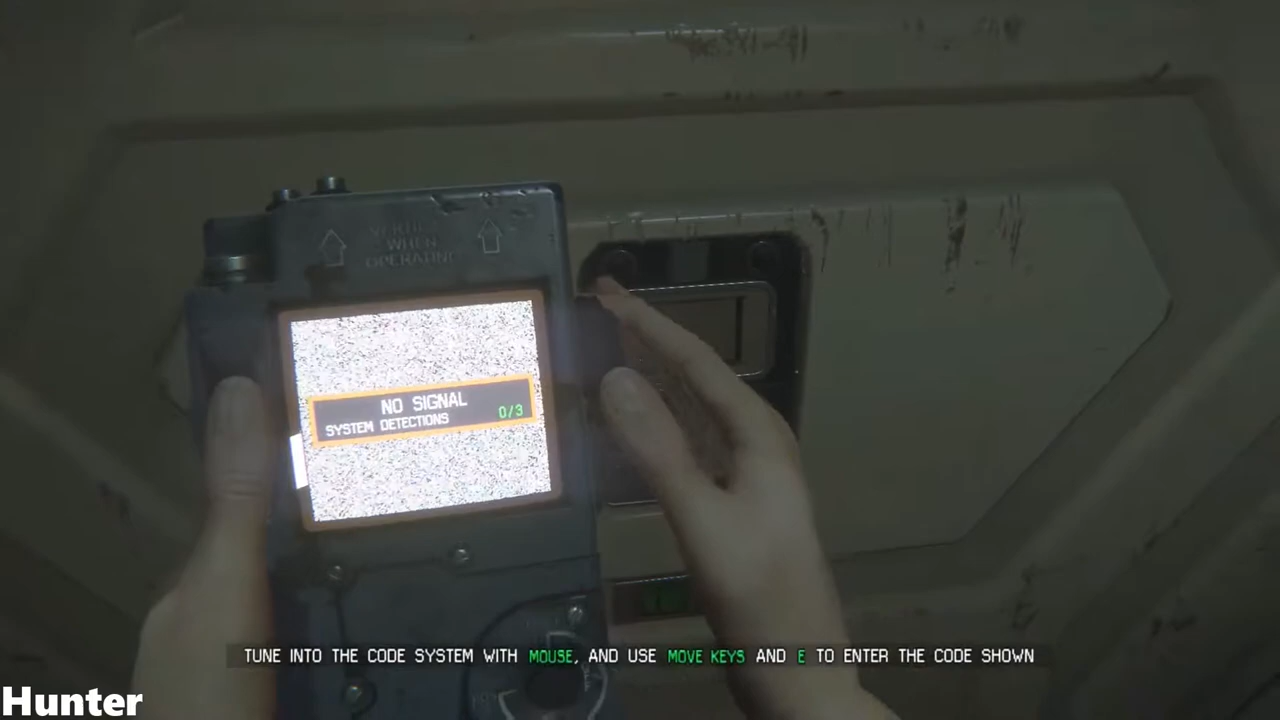 VERTICAL
WHEN
OPERATING
NO SIGNAL
SYSTEM DETECTIONS 0/3
TUNE INTO THE CODE SYSTEM WITH MOUSE, AND USE MOVE KEYS AND E TO ENTER THE CODE SHOWN
Hunter